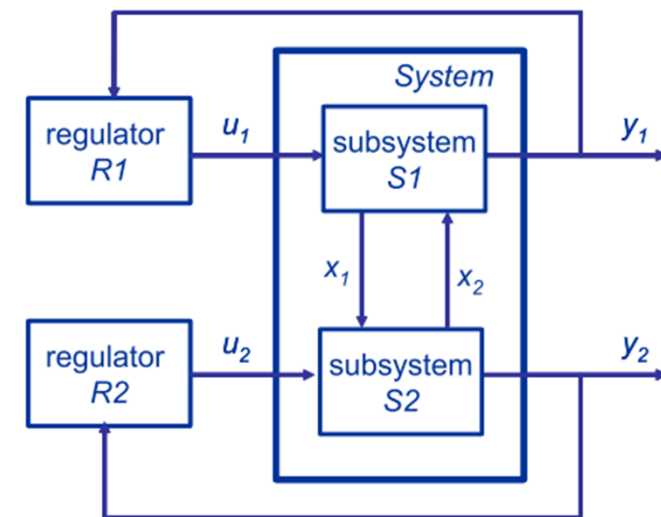 System
regulator
R1
u₁
subsystem
S1
y₁
x₁
x₂
regulator
R2
u₂
subsystem
S2
y₂